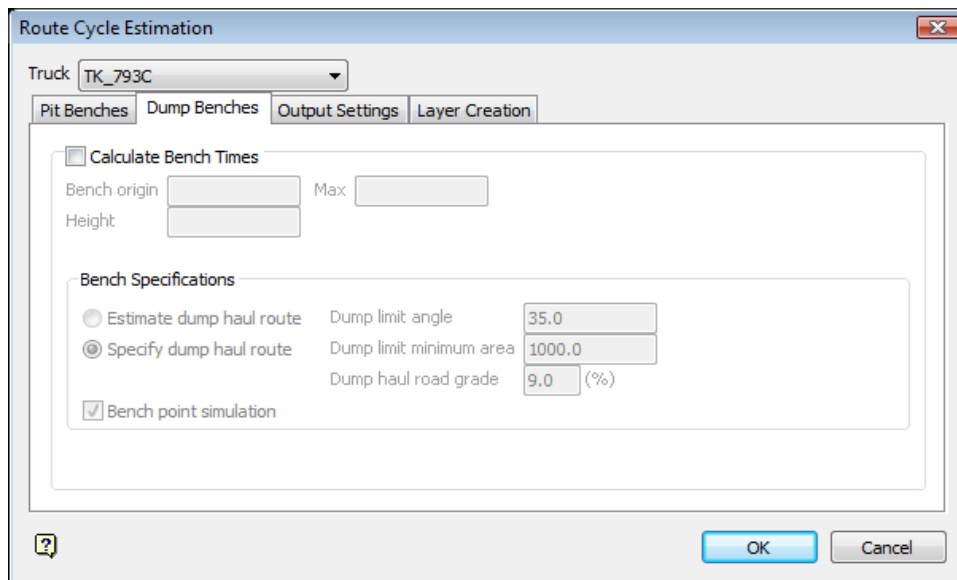 Route Cycle Estimation
Truck TK_793C
Pit Benches Dump Benches Output Settings Layer Creation
Calculate Bench Times
Bench origin Max
Height
Bench Specifications
Estimate dump haul route Dump limit angle 35.0
Specify dump haul route Dump limit minimum area 1000.0
Dump haul road grade 9.0 (%)
Bench point simulation
? OK Cancel